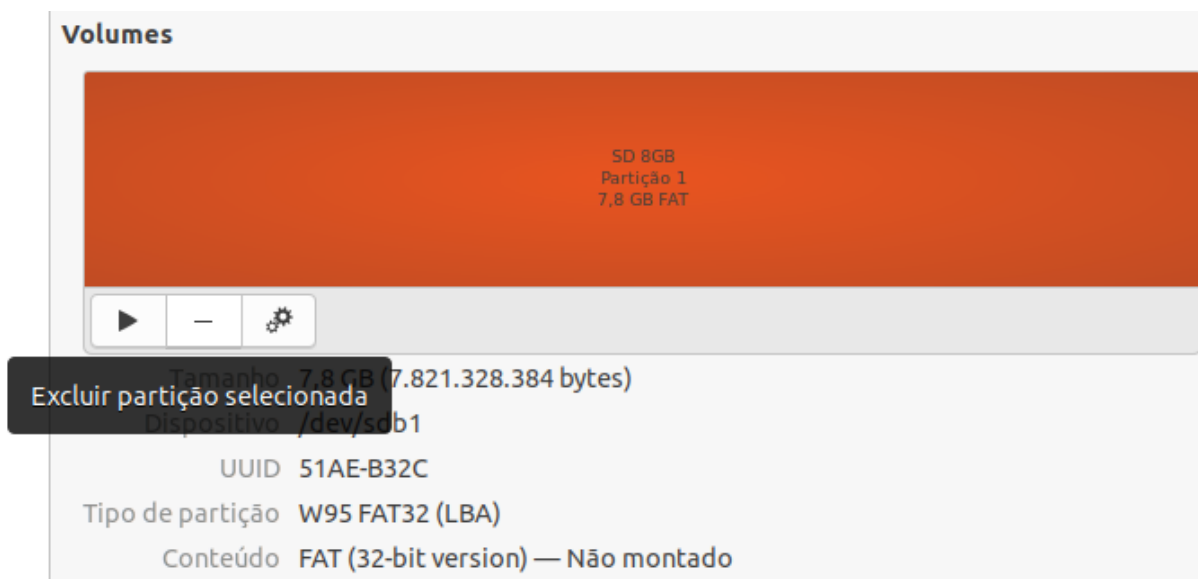 Volumes
SD 8GB
Partição 1
7,8 GB FAT
Tamanho 7,8 GB (7.821.328.384 bytes)
Excluir partição selecionada
Dispositivo /dev/sdb1
UUID 51AE-B32C
Tipo de partição W95 FAT32 (LBA)
Conteúdo FAT (32-bit version) — Não montado